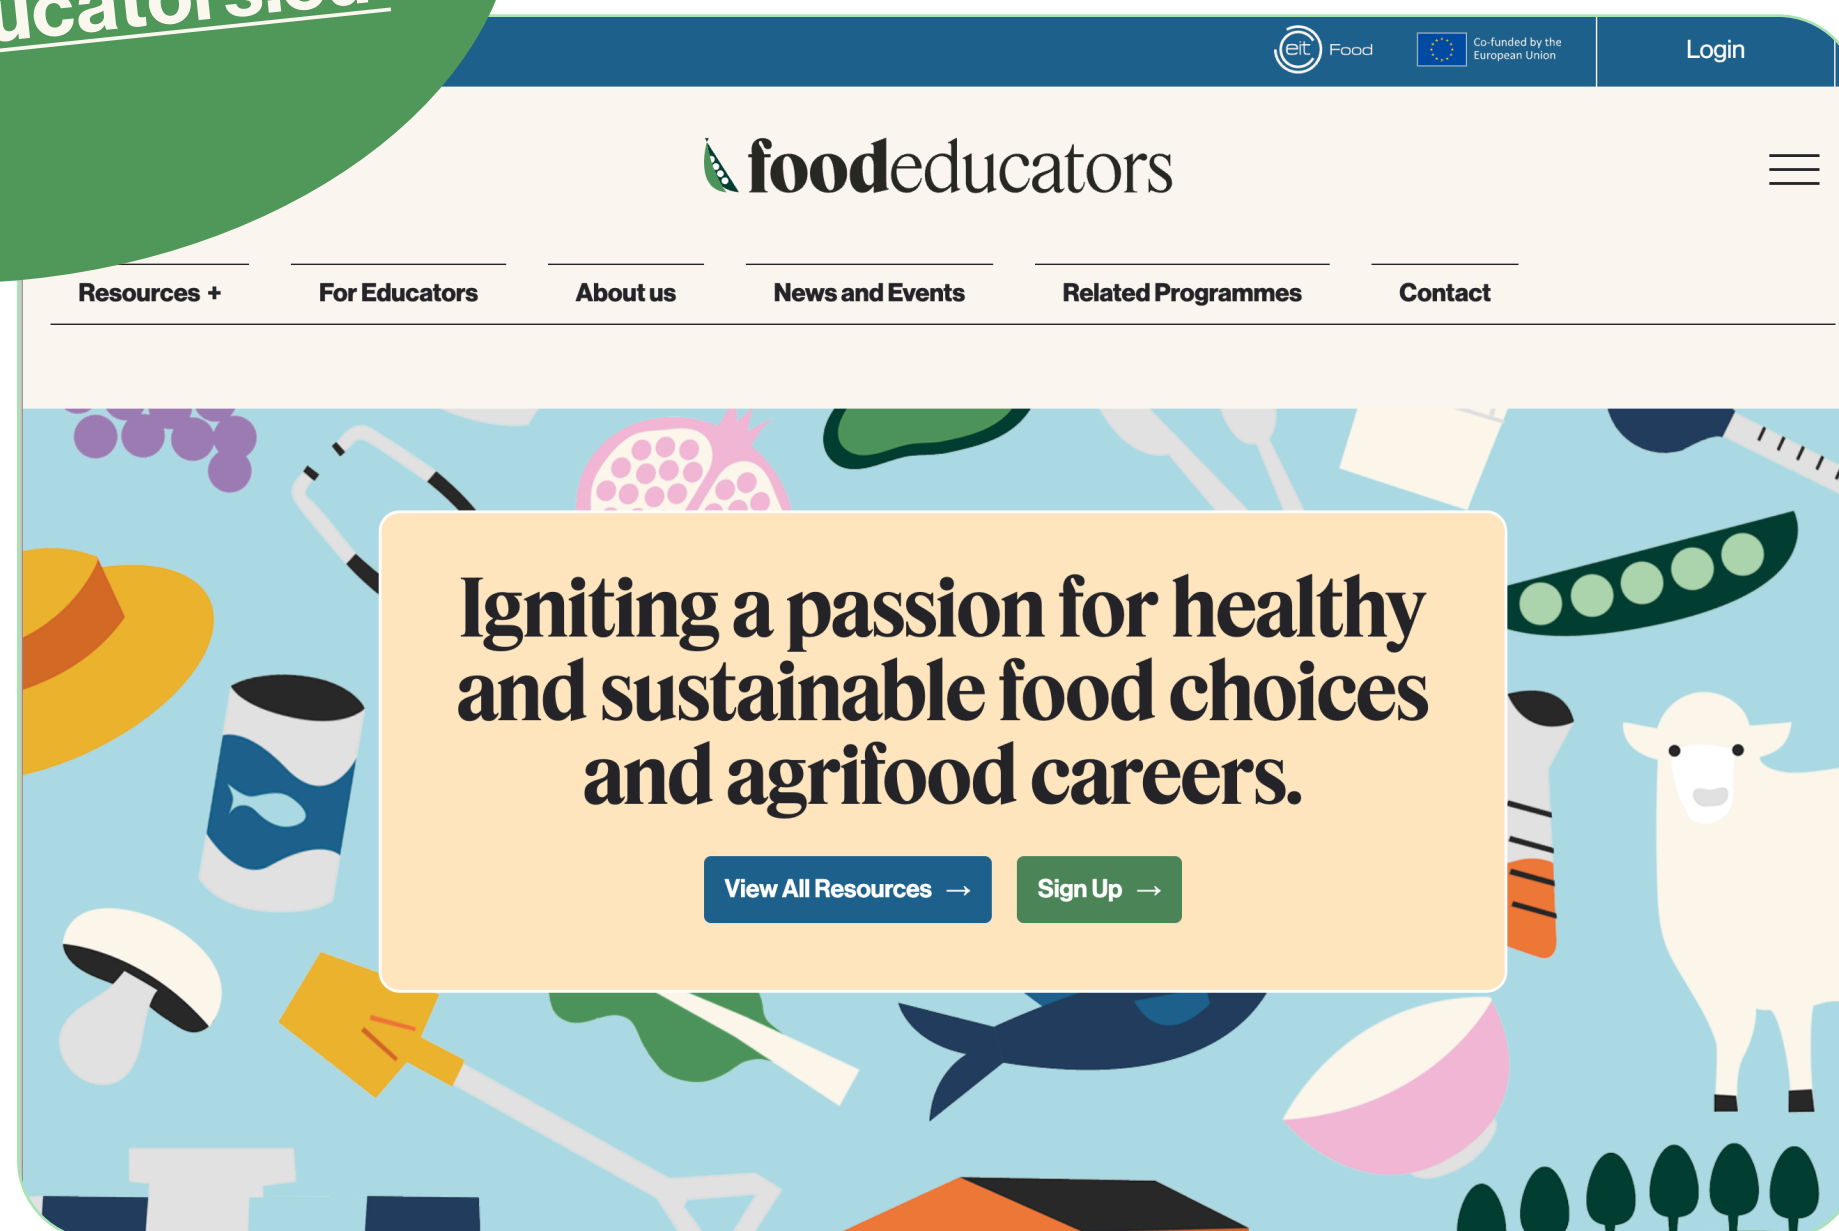 eit Food
Co-funded by the
European Union
Login
foodeducators
Resources +
For Educators
About us
News and Events
Related Programmes
Contact
Igniting a passion for healthy
and sustainable food choices
and agrifood careers.
View All Resources →
Sign Up →